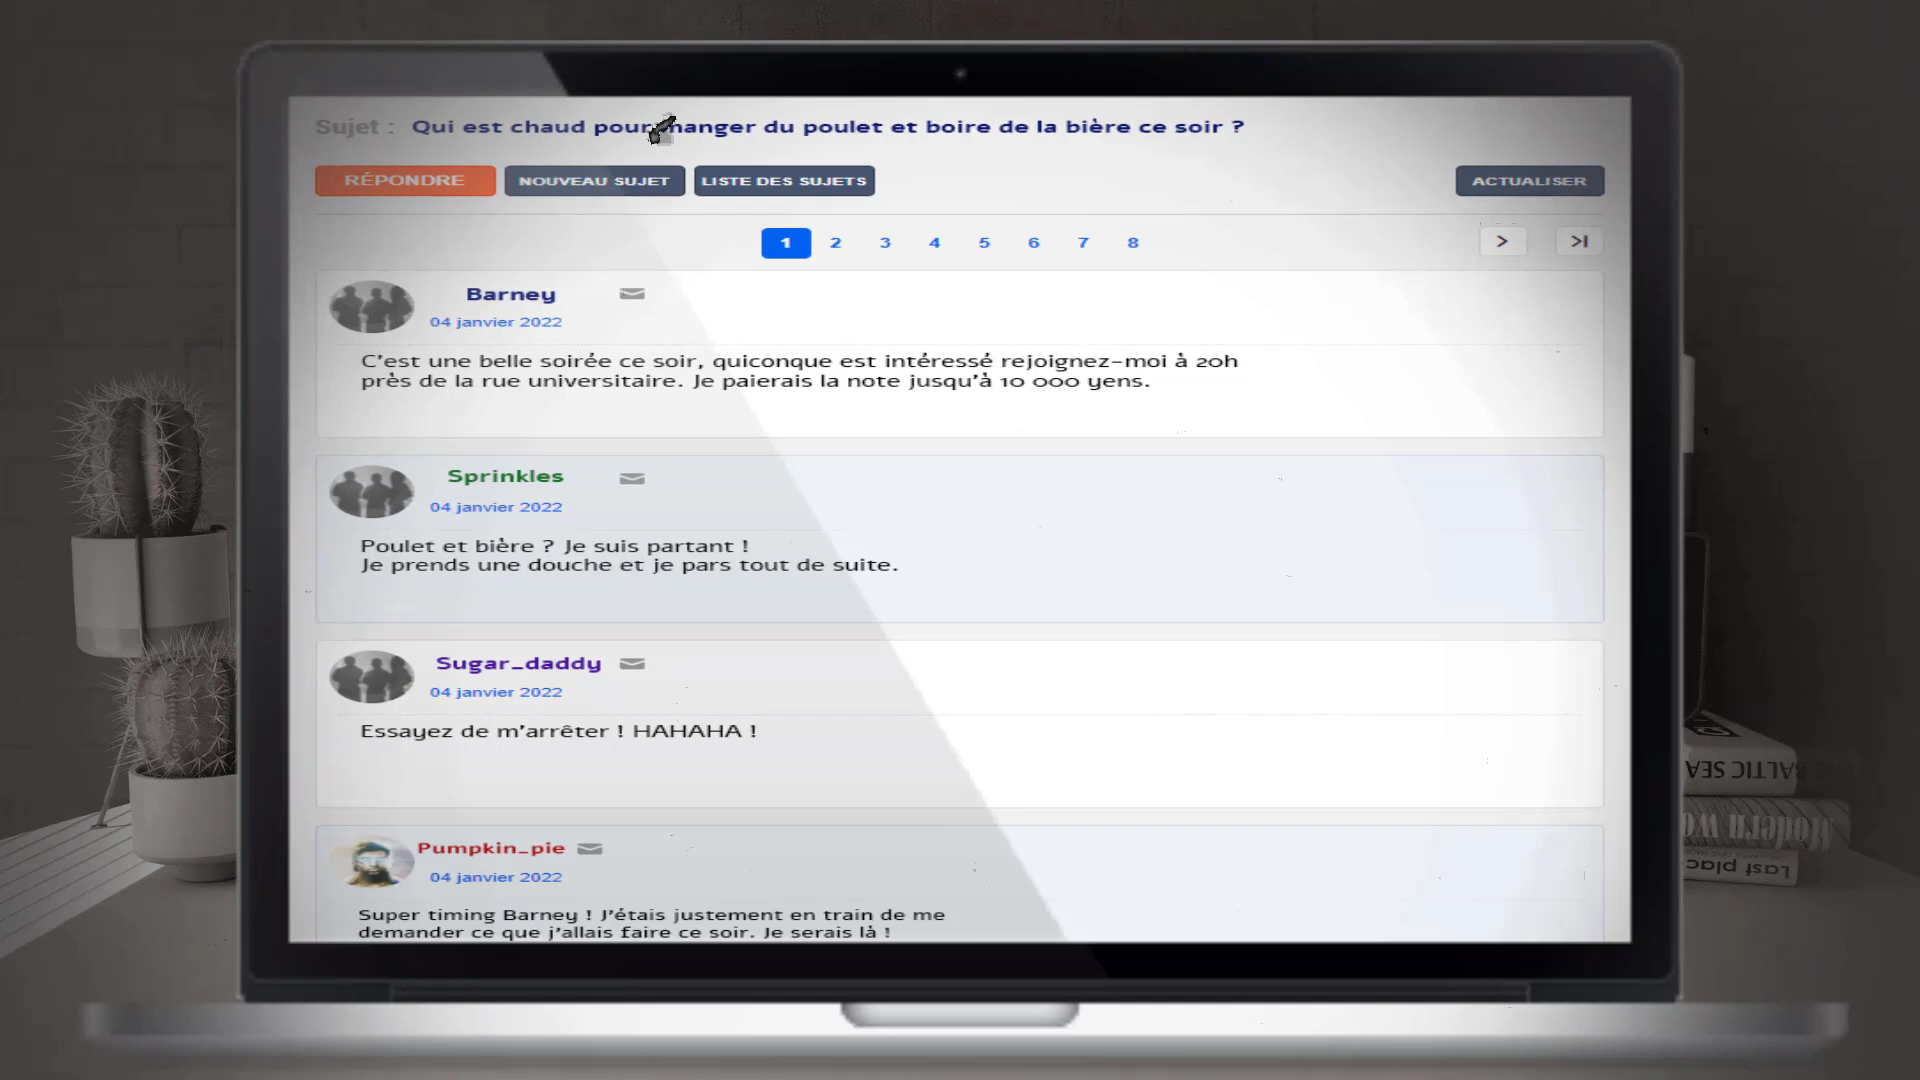 Sujet : Qui est chaud pour manger du poulet et boire de la bière ce soir ?
RÉPONDRE NOUVEAU SUJET LISTE DES SUJETS ACTUALISER
1 2 3 4 5 6 7 8 > >I
Barney
04 janvier 2022
C'est une belle soirée ce soir, quiconque est intéressé rejoignez-moi à 20h
près de la rue universitaire. Je paierais la note jusqu'à 10 000 yens.
Sprinkles
04 janvier 2022
Poulet et bière ? Je suis partant !
Je prends une douche et je pars tout de suite.
Sugar_daddy
04 janvier 2022
Essayez de m'arrêter ! HAHAHA !
Pumpkin_pie
04 janvier 2022
Super timing Barney ! J'étais justement en train de me
demander ce que j'allais faire ce soir. Je serais là !
BALTIC SEA
Modern
Last plac